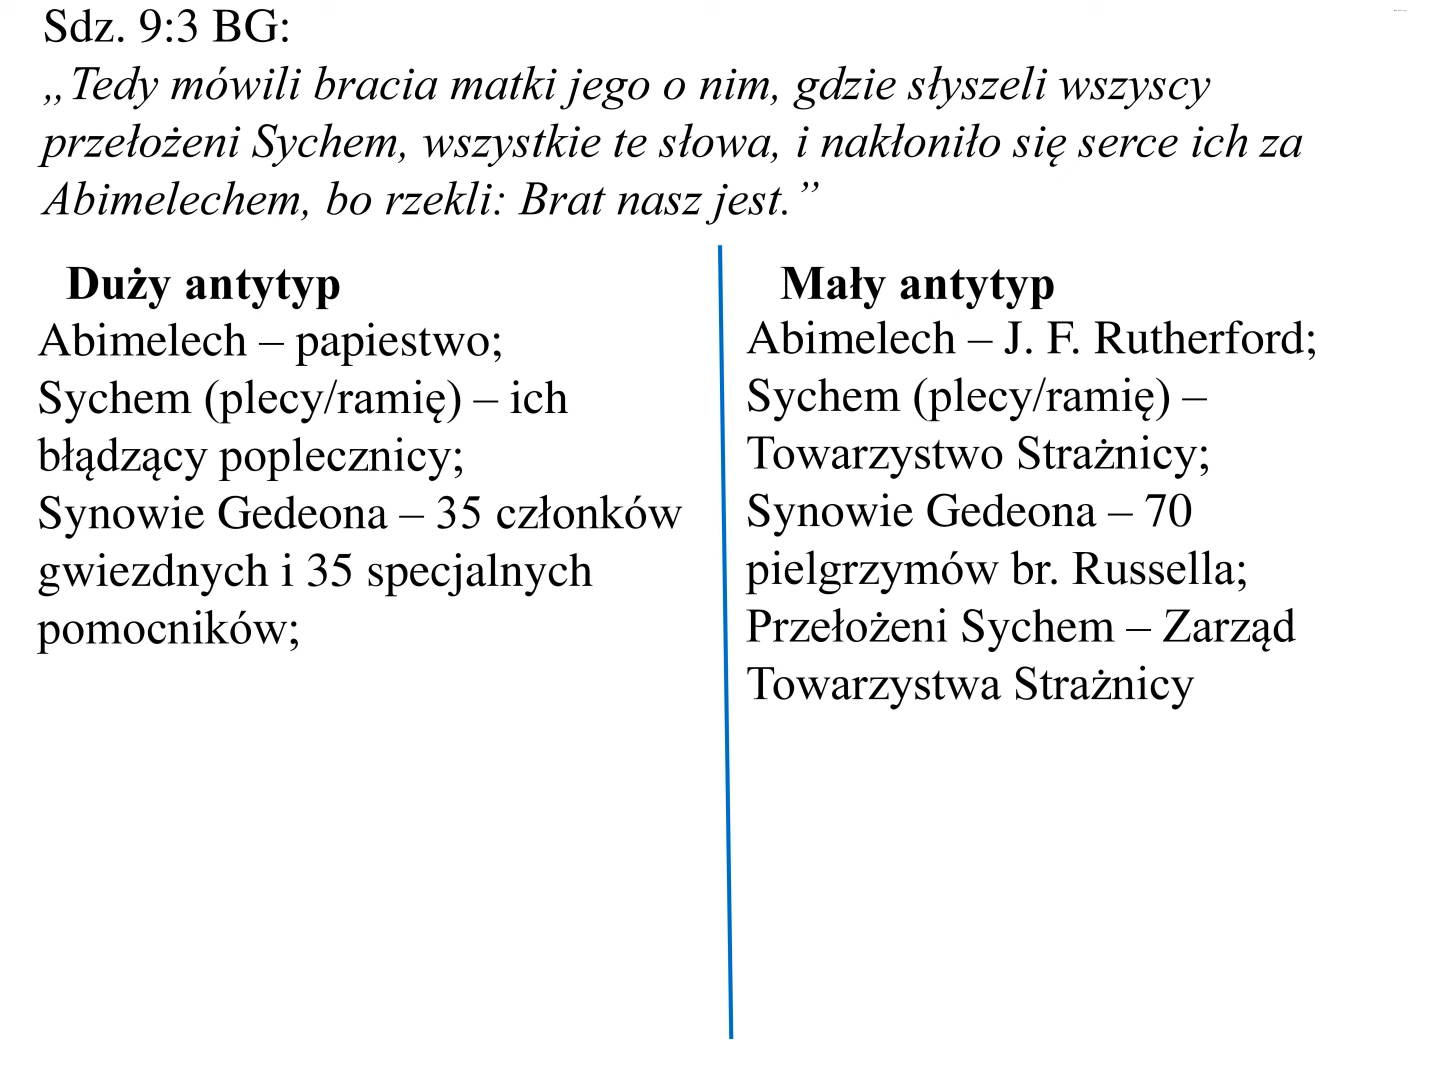 Sdz. 9:3 BG:
„Tedy mówili bracia matki jego o nim, gdzie słyszeli wszyscy
przełożeni Sychem, wszystkie te słowa, i nakłoniło się serce ich za
Abimelechem, bo rzekli: Brat nasz jest.”
Duży antytyp
Abimelech – papiestwo;
Sychem (plecy/ramię) – ich
błądzący poplecznicy;
Synowie Gedeona – 35 członków
gwiezdnych i 35 specjalnych
pomocników;
Mały antytyp
Abimelech – J. F. Rutherford;
Sychem (plecy/ramię) –
Towarzystwo Strażnicy;
Synowie Gedeona – 70
pielgrzymów br. Russella;
Przełożeni Sychem – Zarząd
Towarzystwa Strażnicy